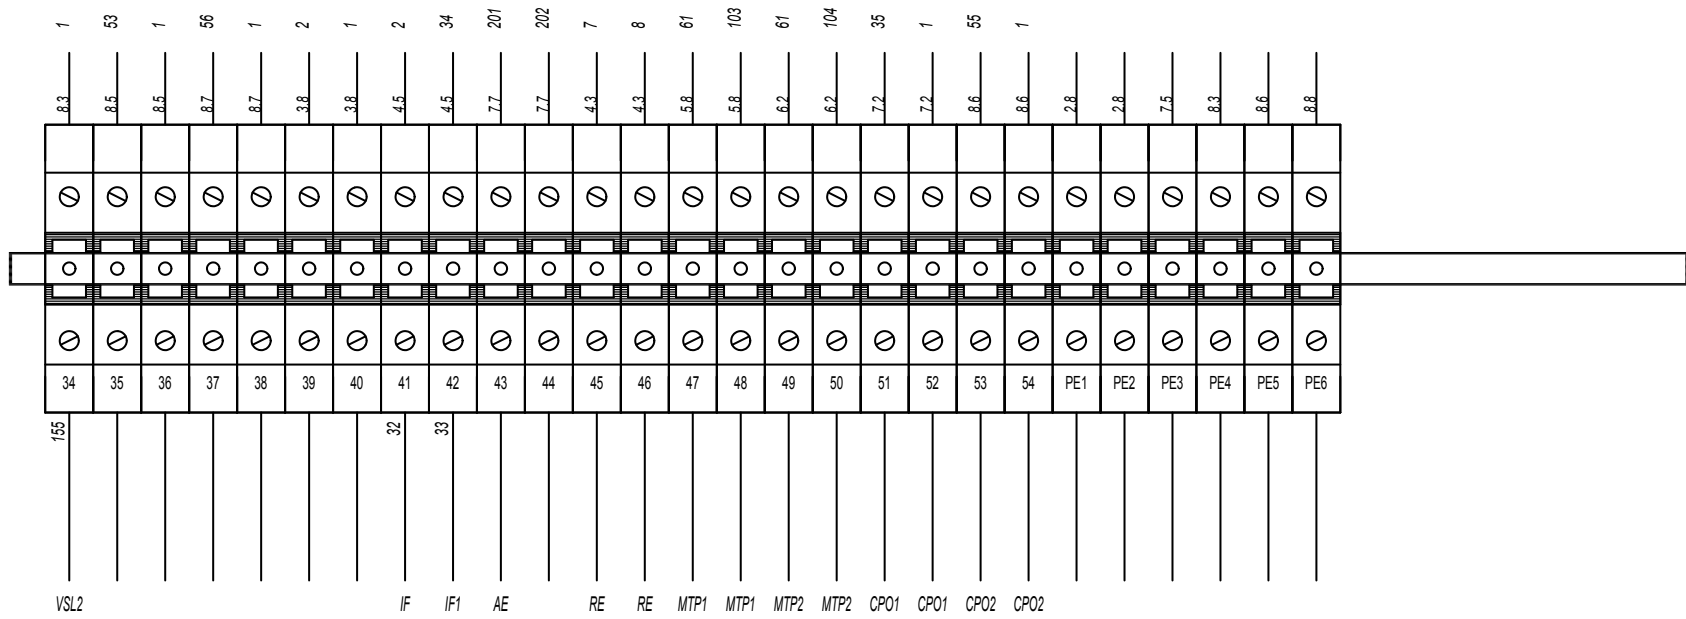 1 53 1 56 1 2 1 2 34 201 202 7 8 61 103 61 104 35 1 55 1
8.3 8.5 8.5 8.7 8.7 3.8 3.8 4.5 4.5 7.7 7.7 4.3 4.3 5.8 5.8 6.2 6.2 7.2 7.2 8.6 8.6 2.8 2.8 7.5 8.3 8.6 8.8
34 35 36 37 38 39 40 41 42 43 44 45 46 47 48 49 50 51 52 53 54 PE1 PE2 PE3 PE4 PE5 PE6
155 32 33
VSL2 IF IF1 AE RE RE MTP1 MTP1 MTP2 MTP2 CPO1 CPO1 CPO2 CPO2